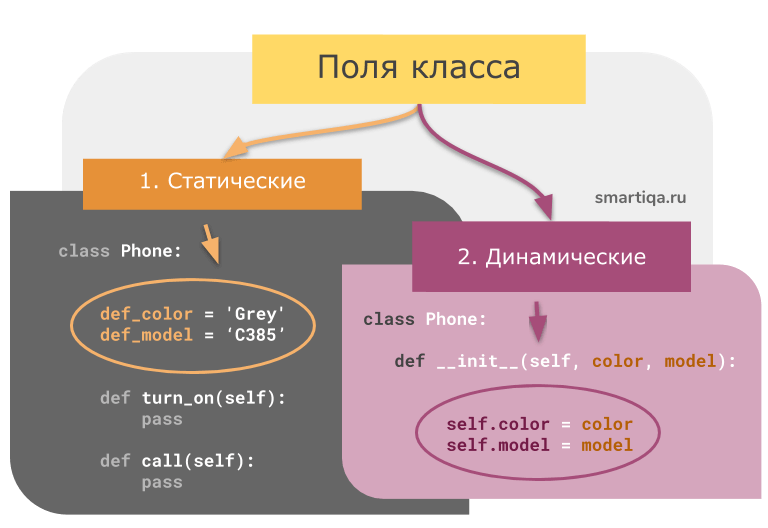 Поля класса
1. Статические
smartiqa.ru
class Phone:
def_color = 'Grey'
def_model = ‘C385’
def turn_on(self):
pass
def call(self):
pass
2. Динамические
class Phone:
def __init__(self, color, model):
self.color = color
self.model = model